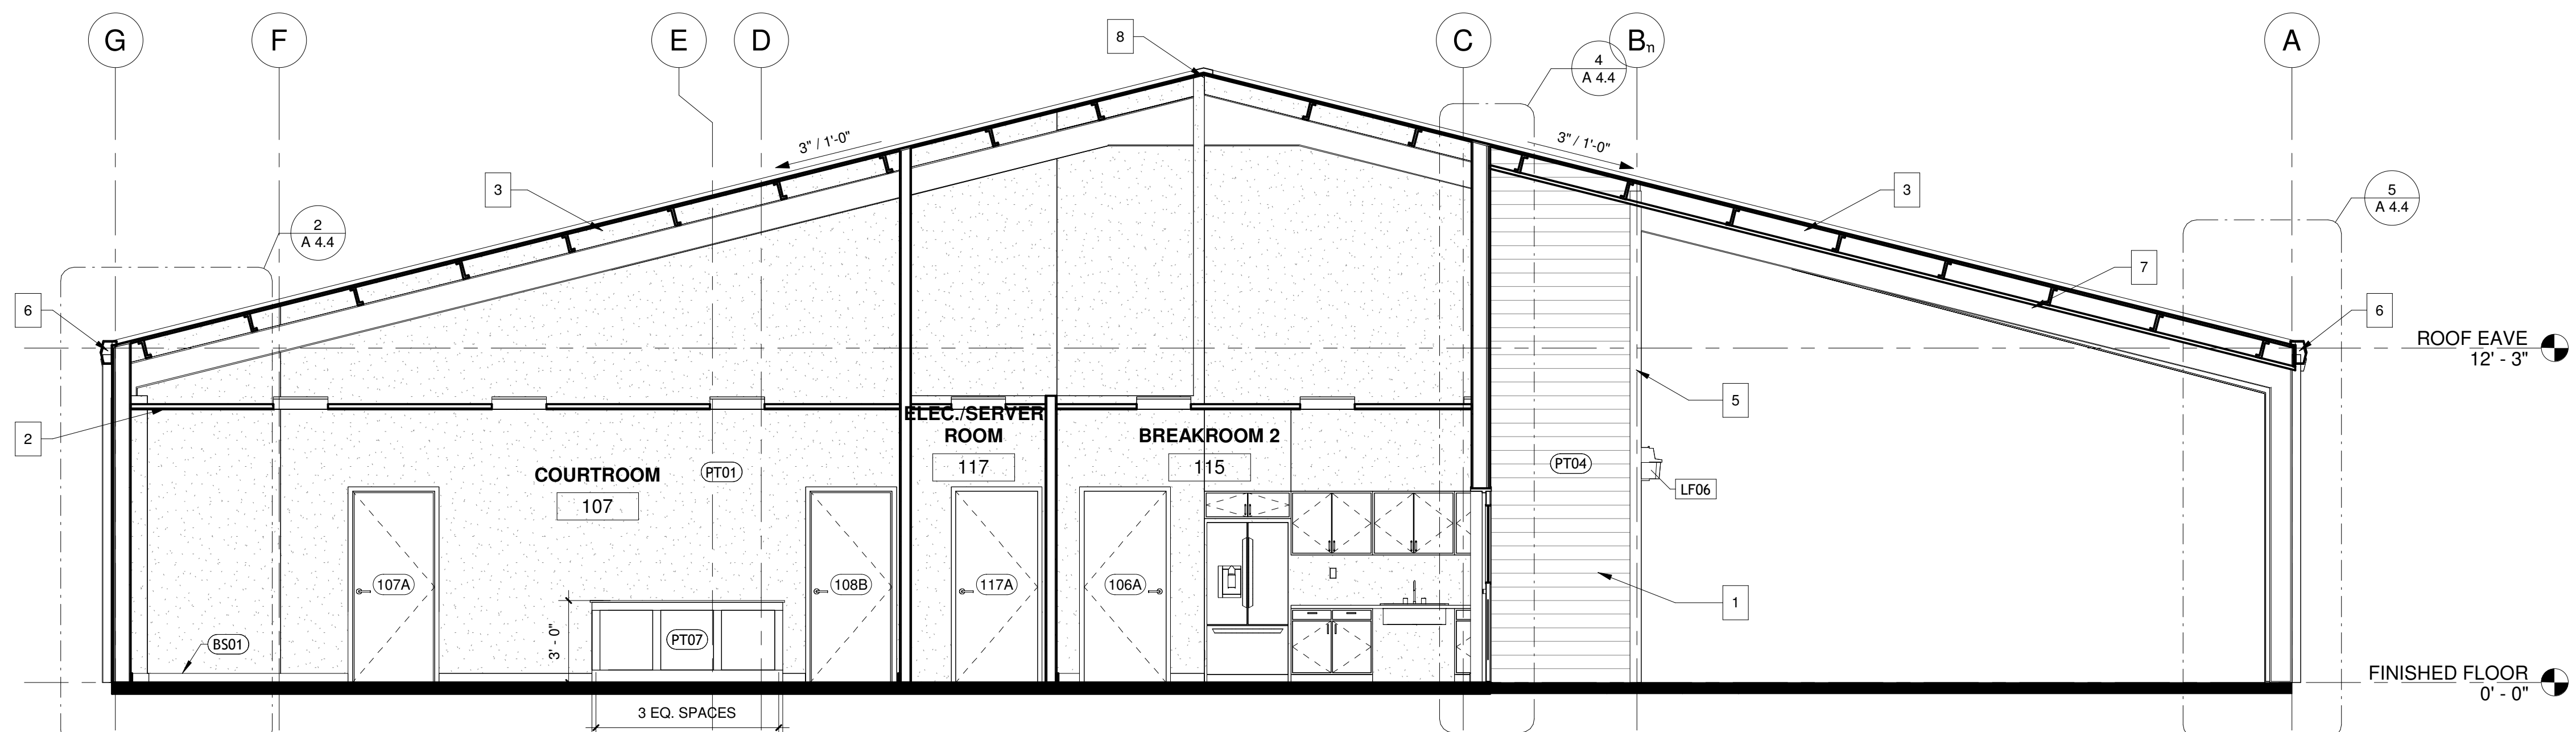 G
F
E
D
8
C
4
A 4.4
Bn
A
3" / 1'-0"
3" / 1'-0"
3
3
2
A 4.4
5
A 4.4
7
6
6
ROOF EAVE
12' - 3"
5
2
ELEC./SERVER
ROOM
117
BREAKROOM 2
115
COURTROOM
107
PT01
PT04
LF06
107A
108B
117A
106A
1
BS01
3' - 0"
PT07
3 EQ. SPACES
FINISHED FLOOR
0' - 0"